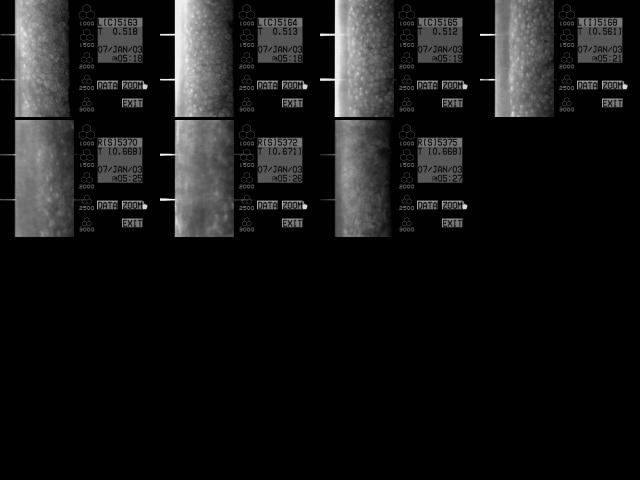 L(C)5163
T 0.518
07/JAN/03
PM05:18
1000
1500
2000
2500
3000
DATA ZOOM
EXIT
L(C)5164
T 0.513
07/JAN/03
PM05:18
1000
1500
2000
2500
3000
DATA ZOOM
EXIT
L(C)5165
T 0.512
07/JAN/03
PM05:19
1000
1500
2000
2500
3000
DATA ZOOM
EXIT
L(I)5168
T [0.561]
07/JAN/03
PM05:21
1000
1500
2000
2500
3000
DATA ZOOM
EXIT
R(S)5370
T [0.668]
07/JAN/03
PM05:25
1000
1500
2000
2500
3000
DATA ZOOM
EXIT
R(S)5372
T [0.671]
07/JAN/03
PM05:26
1000
1500
2000
2500
3000
DATA ZOOM
EXIT
R(S)5375
T [0.668]
07/JAN/03
PM05:27
1000
1500
2000
2500
3000
DATA ZOOM
EXIT